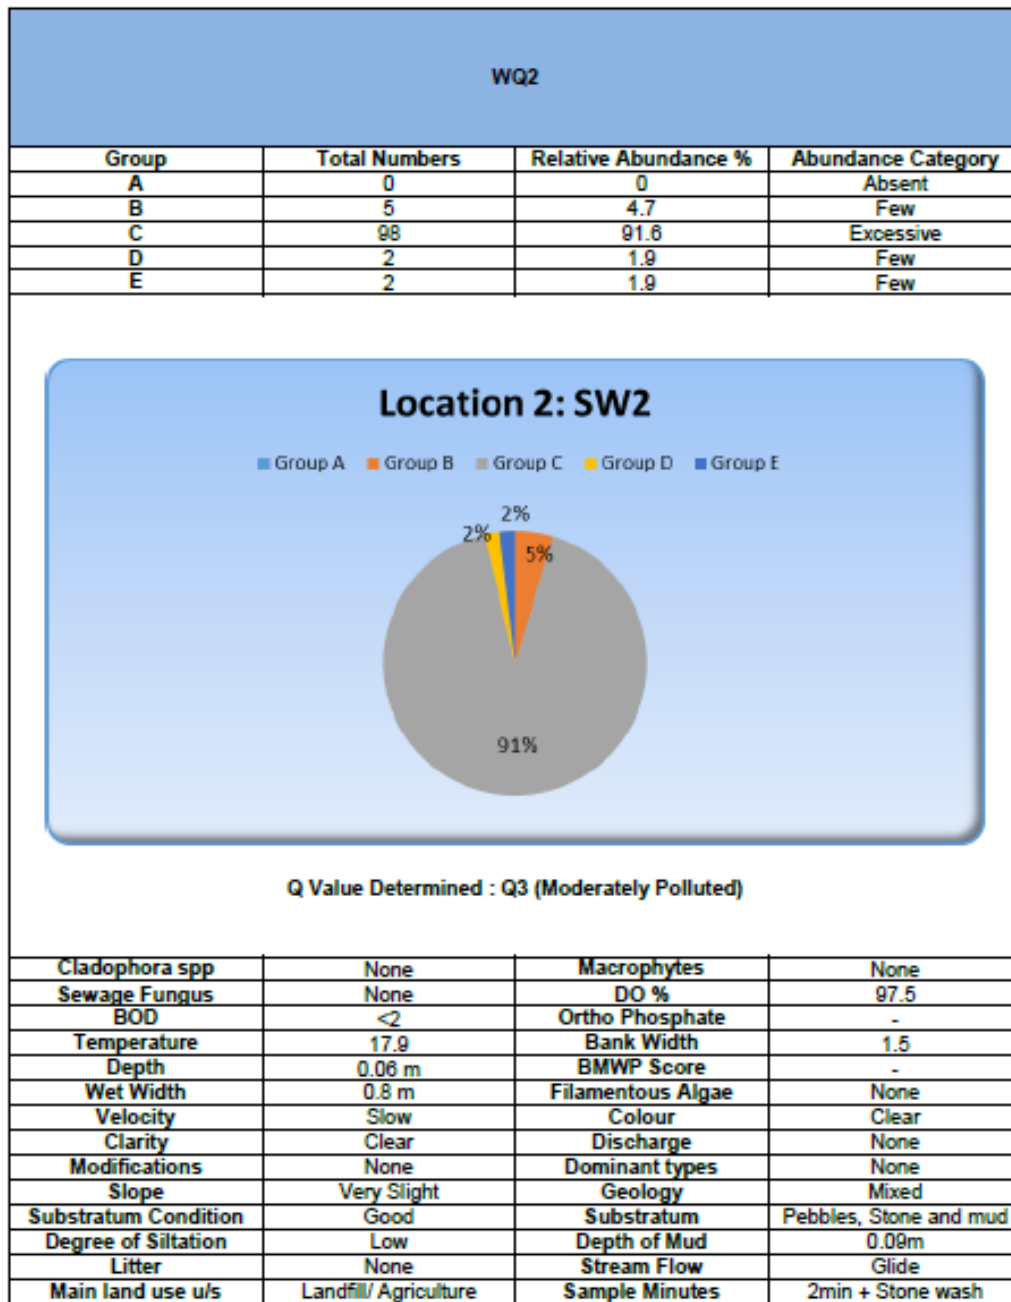 WQ2
Group Total Numbers Relative Abundance % Abundance Category
A 0 0 Absent
B 5 4.7 Few
C 98 91.6 Excessive
D 2 1.9 Few
E 2 1.9 Few
Location 2: SW2
Group A Group B Group C Group D Group E
2%
2%
5%
91%
Q Value Determined : Q3 (Moderately Polluted)
Cladophora spp None Macrophytes None
Sewage Fungus None DO % 97.5
BOD <2 Ortho Phosphate -
Temperature 17.9 Bank Width 1.5
Depth 0.06 m BMWP Score -
Wet Width 0.8 m Filamentous Algae None
Velocity Slow Colour Clear
Clarity Clear Discharge None
Modifications None Dominant types None
Slope Very Slight Geology Mixed
Substratum Condition Good Substratum Pebbles, Stone and mud
Degree of Siltation Low Depth of Mud 0.09m
Litter None Stream Flow Glide
Main land use u/s Landfill/ Agriculture Sample Minutes 2min + Stone wash